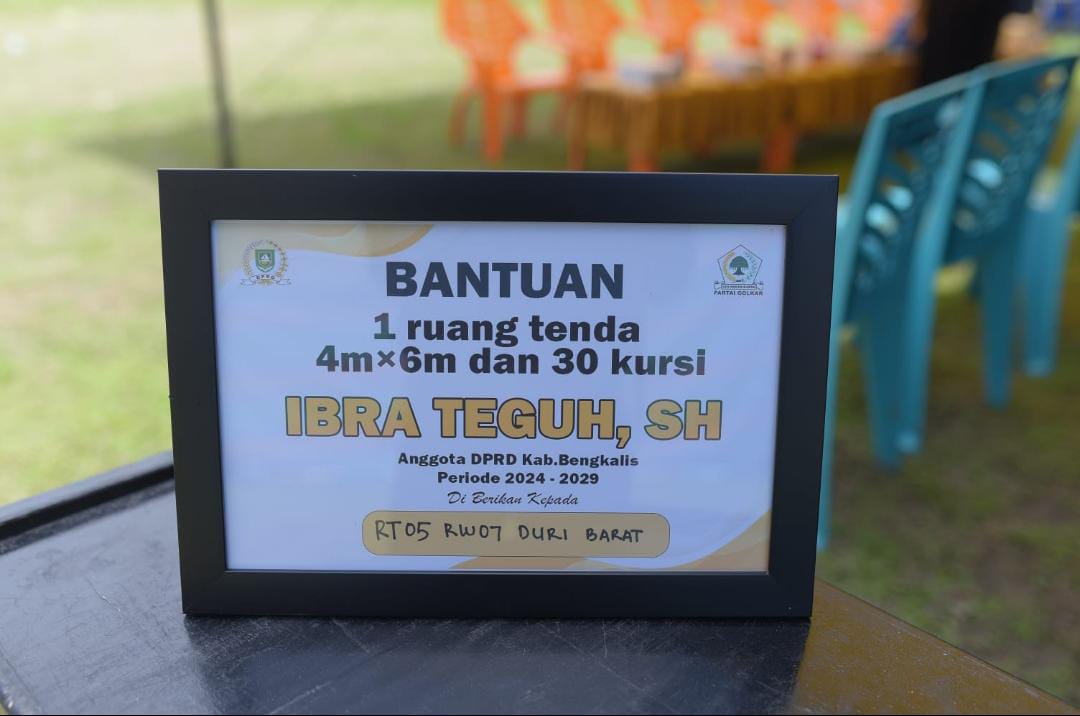 DPRD
PARTAI GOLKAR
BANTUAN
1 ruang tenda
4m×6m dan 30 kursi
IBRA TEGUH, SH
Anggota DPRD Kab.Bengkalis
Periode 2024 - 2029
Di Berikan Kepada
RT05 RW07 DURI BARAT